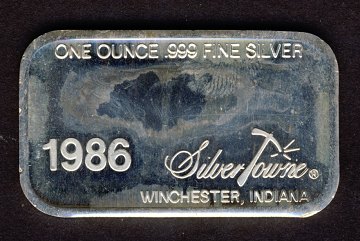 ONE OUNCE .999 FINE SILVER
1986
SilverTowne ®
WINCHESTER, INDIANA